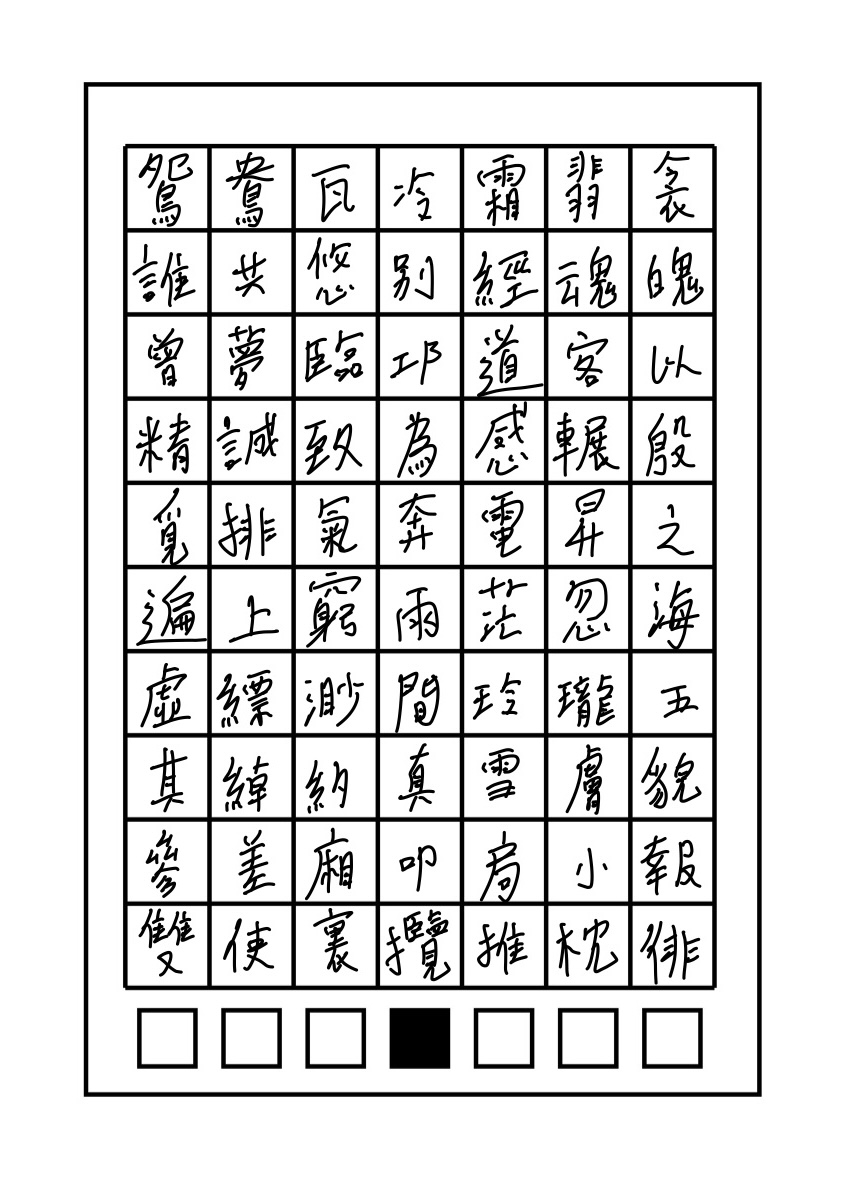 鴛鴦瓦冷霜翡衾
誰共悠別經魂魄
曾夢臨邛道客以
精誠致為感輾殷
覓排氣奔電昇之
遍上窮雨茫忽海
虛縹渺間玲瓏五
其綽約真雪膚貌
參差廂叩扃小報
雙使裏攬推枕徘